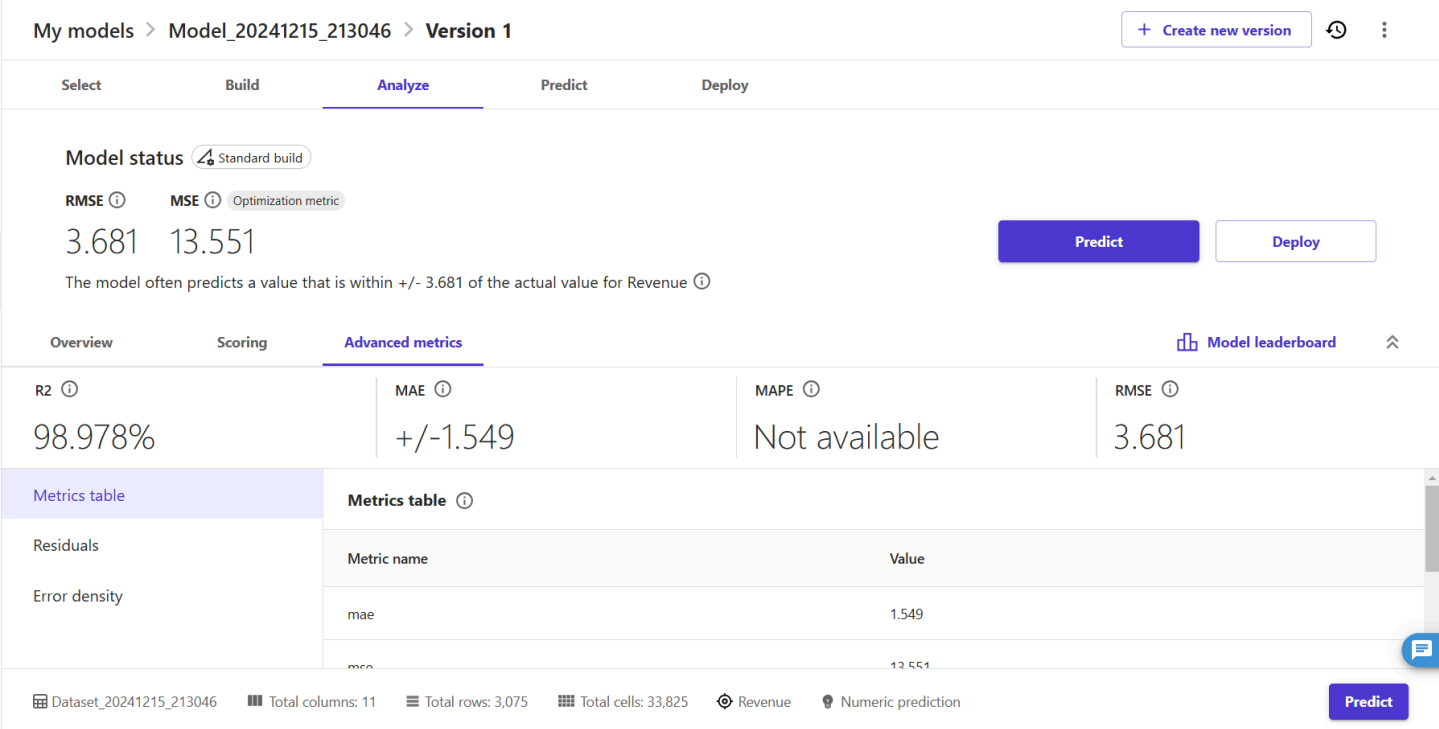 My models > Model_20241215_213046 > Version 1
+ Create new version
Select Build Analyze Predict Deploy
Model status Standard build
RMSE MSE Optimization metric
3.681 13.551
Predict Deploy
The model often predicts a value that is within +/- 3.681 of the actual value for Revenue
Overview Scoring Advanced metrics Model leaderboard
R2 MAE MAPE RMSE
98.978% +/-1.549 Not available 3.681
Metrics table
Residuals
Error density
Metrics table
Metric name Value
mae 1.549
mse 13.551
Dataset_20241215_213046 Total columns: 11 Total rows: 3,075 Total cells: 33,825 Revenue Numeric prediction Predict